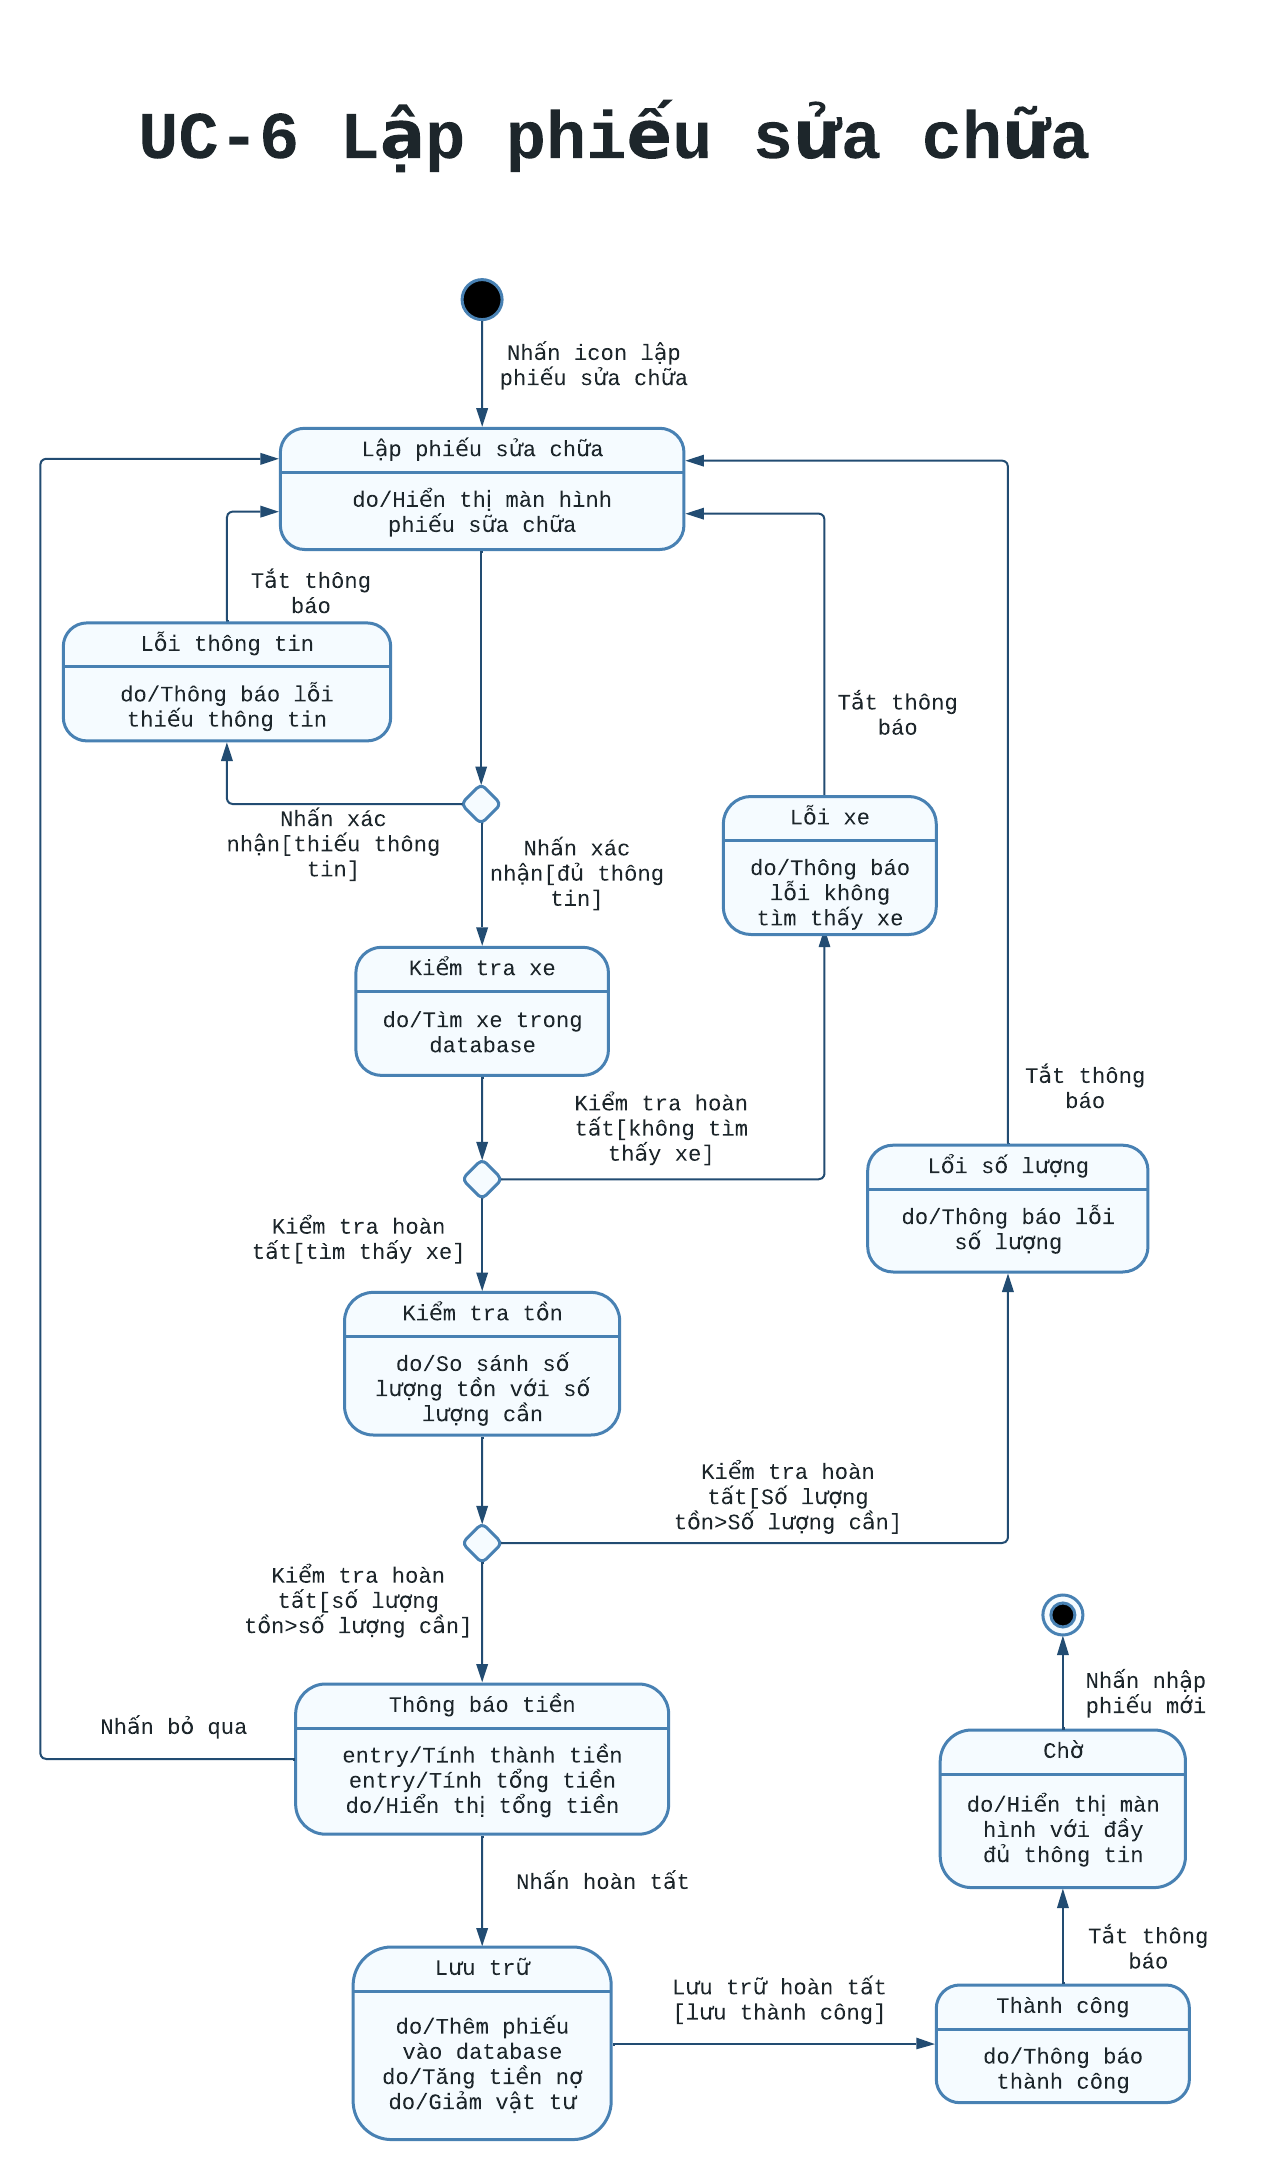 UC-6 Lập phiếu sửa chữa
Nhấn icon lập
phiếu sửa chữa
Lập phiếu sửa chữa
do/Hiển thị màn hình
phiếu sữa chữa
Tắt thông
báo
Lỗi thông tin
do/Thông báo lỗi
thiếu thông tin
Tắt thông
báo
Nhấn xác
nhận[thiếu thông
tin]
Nhấn xác
nhận[đủ thông
tin]
Lỗi xe
do/Thông báo
lỗi không
tìm thấy xe
Kiểm tra xe
do/Tìm xe trong
database
Tắt thông
báo
Kiểm tra hoàn
tất[không tìm
thấy xe]
Lổi số lượng
do/Thông báo lỗi
số lượng
Kiểm tra hoàn
tất[tìm thấy xe]
Kiểm tra tồn
do/So sánh số
lượng tồn với số
lượng cần
Kiểm tra hoàn
tất[Số lượng
tồn>Số lượng cần]
Kiểm tra hoàn
tất[số lượng
tồn>số lượng cần]
Nhấn nhập
phiếu mới
Thông báo tiền
entry/Tính thành tiền
entry/Tính tổng tiền
do/Hiển thị tổng tiền
Nhấn bỏ qua
Chờ
do/Hiển thị màn
hình với đầy
đủ thông tin
Nhấn hoàn tất
Tắt thông
báo
Lưu trữ
do/Thêm phiếu
vào database
do/Tăng tiền nợ
do/Giảm vật tư
Lưu trữ hoàn tất
[lưu thành công]
Thành công
do/Thông báo
thành công